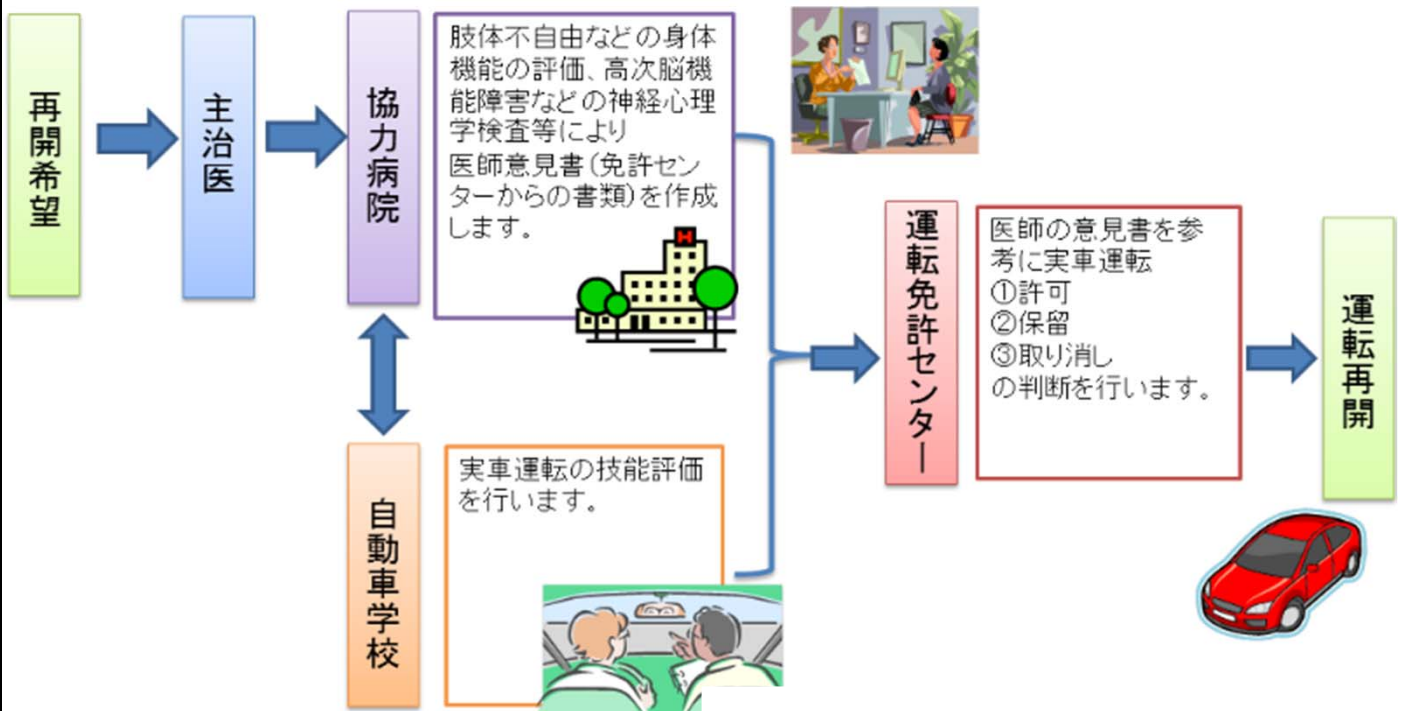 再開希望
主治医
協力病院
肢体不自由などの身体
機能の評価、高次脳機
能障害などの神経心理
学検査等により
医師意見書(免許セン
ターからの書類)を作成
します。
H
自動車学校
実車運転の技能評価
を行います。
運転免許センター
医師の意見書を参
考に実車運転
①許可
②保留
③取り消し
の判断を行います。
運転再開